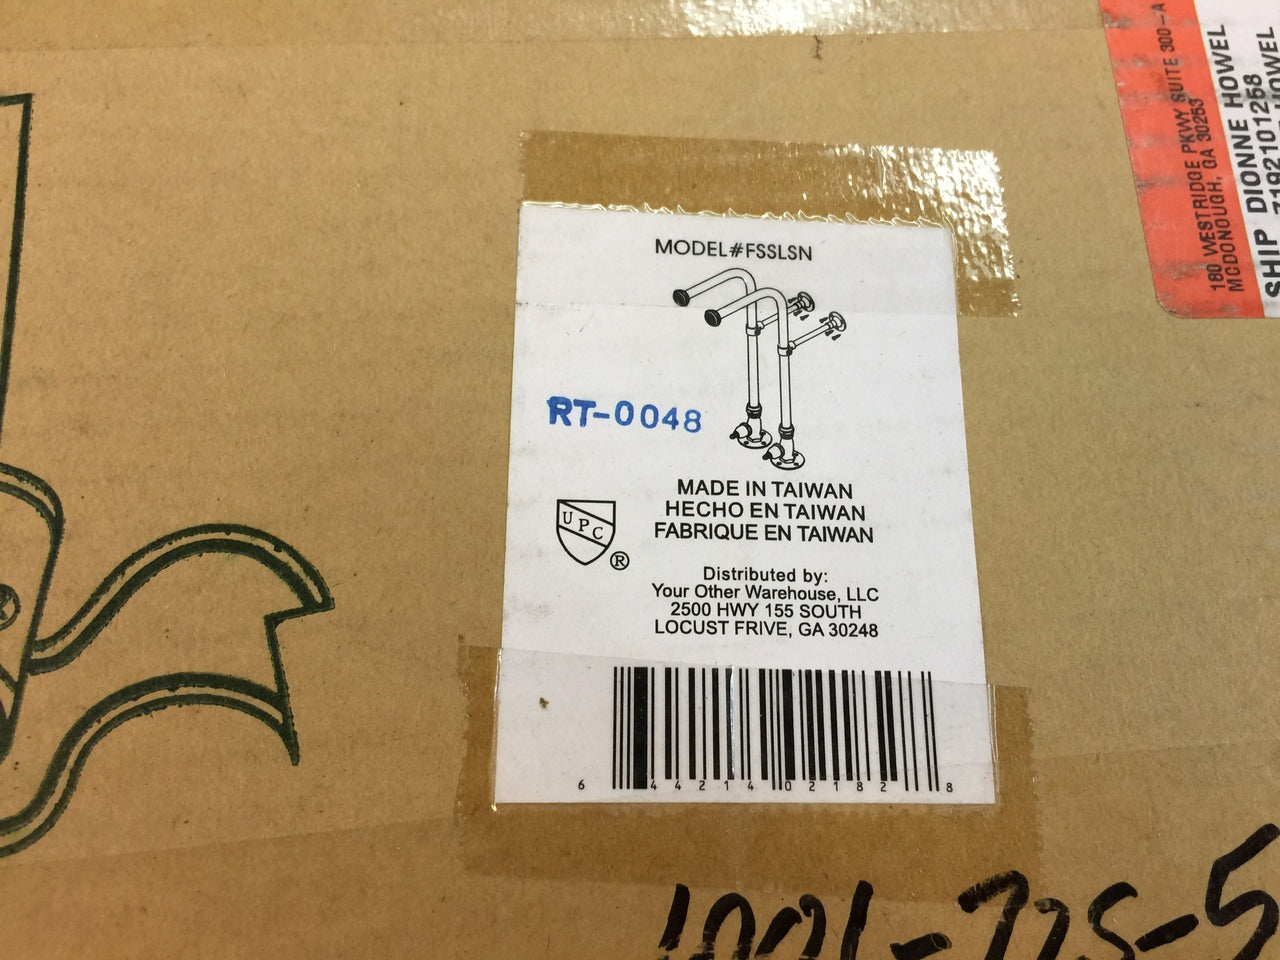 MODEL#FSSLSN
RT-0048
MADE IN TAIWAN
HECHO EN TAIWAN
FABRIQUE EN TAIWAN
UPC
®
Distributed by:
Your Other Warehouse, LLC
2500 HWY 155 SOUTH
LOCUST FRIVE, GA 30248
6 44214 02182 8
180 WESTRIDGE PKWY SUITE 300-A
MCDONOUGH, GA 30253
SHIP DIONNE HOWEL
7192101258
HOWEL